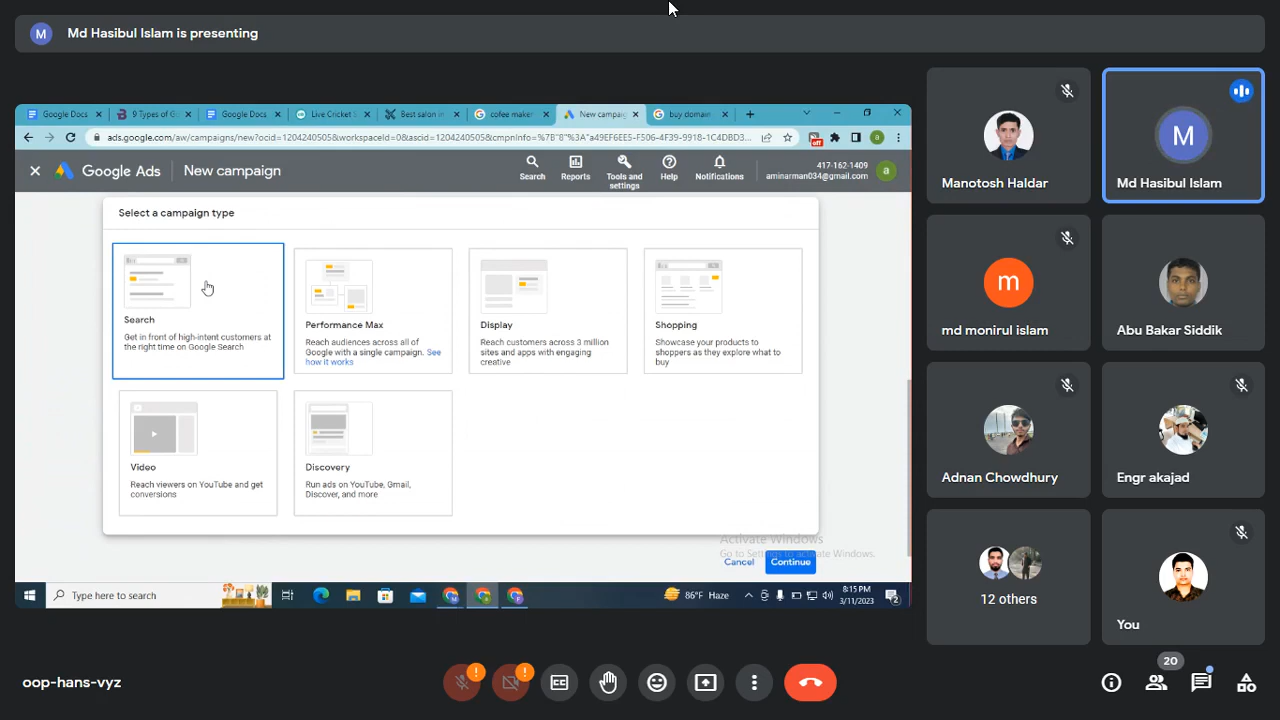 M
Md Hasibul Islam is presenting
Google Docs
9 Types of G
Google Docs
Live Cricket S
Best salon in
cofee maker
New campaig
buy domain
ads.google.com/aw/campaigns/new?ocid=1204240505&workspaceId=0&ascid=1204240505&cmpnInfo=%7B"8"%3A"a49EF6EE5-F506-4F39-9918-1C4DBD3...
off
a
Google Ads
New campaign
Search
Reports
Tools and
settings
Help
Notifications
417-162-1409
aminarman034@gmail.com
a
Select a campaign type
Search
Get in front of high-intent customers at
the right time on Google Search
Performance Max
Reach audiences across all of
Google with a single campaign. See
how it works
Display
Reach customers across 3 million
sites and apps with engaging
creative
Shopping
Showcase your products to
shoppers as they explore what to
buy
Video
Reach viewers on YouTube and get
conversions
Discovery
Run ads on YouTube, Gmail,
Discover, and more
Activate Windows
Go to Settings to activate Windows.
Cancel
Continue
Type here to search
86°F Haze
8:15 PM
3/11/2023
2
Manotosh Haldar
M
Md Hasibul Islam
m
md monirul islam
Abu Bakar Siddik
Adnan Chowdhury
Engr akajad
12 others
You
oop-hans-vyz
20